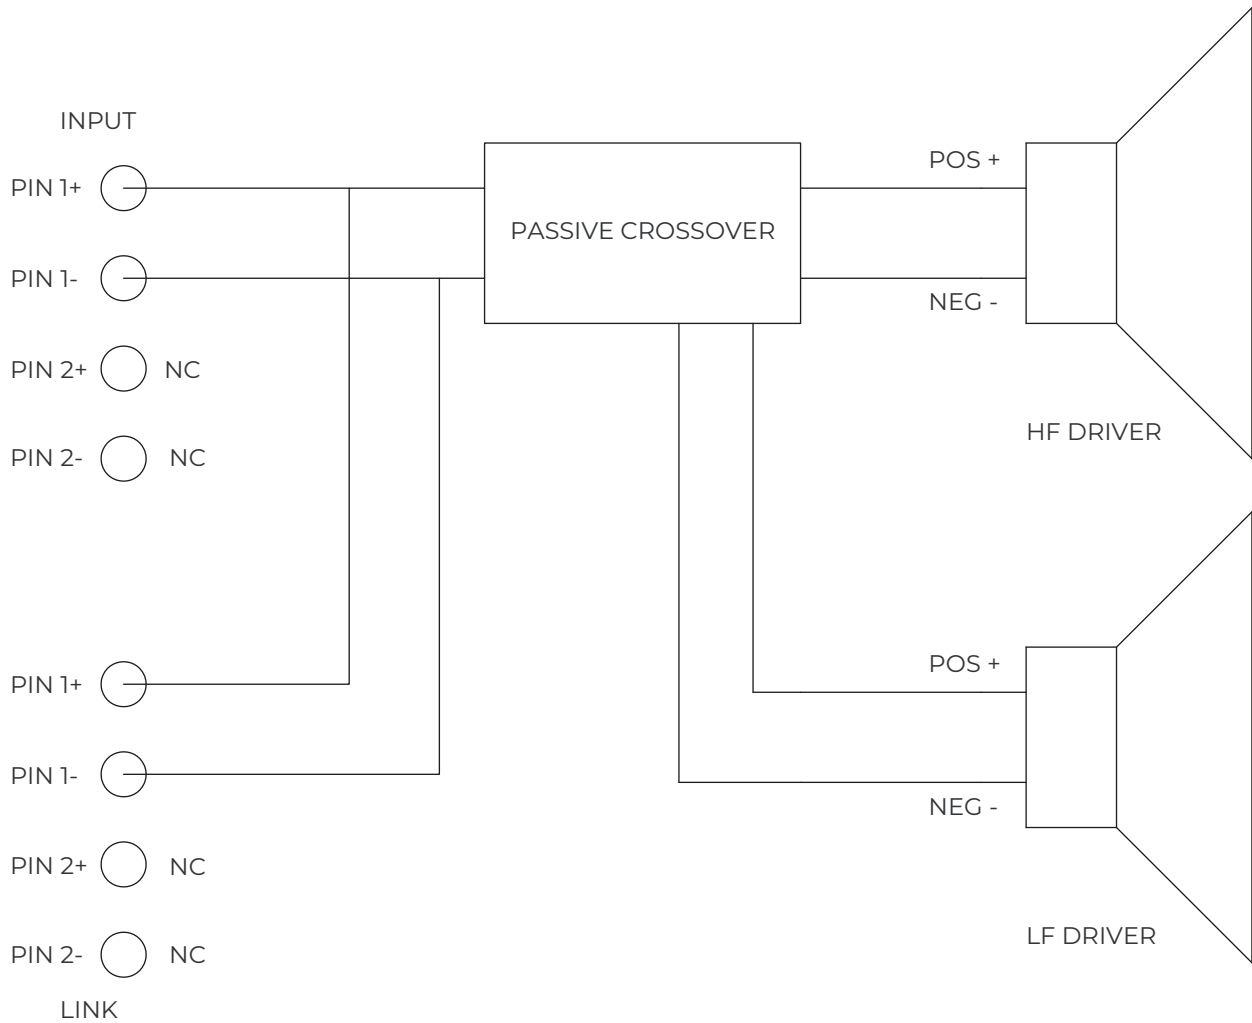 INPUT
PIN 1+
POS +
PASSIVE CROSSOVER
PIN 1-
NEG -
PIN 2+ NC
HF DRIVER
PIN 2- NC
POS +
PIN 1+
PIN 1-
NEG -
PIN 2+ NC
LF DRIVER
PIN 2- NC
LINK